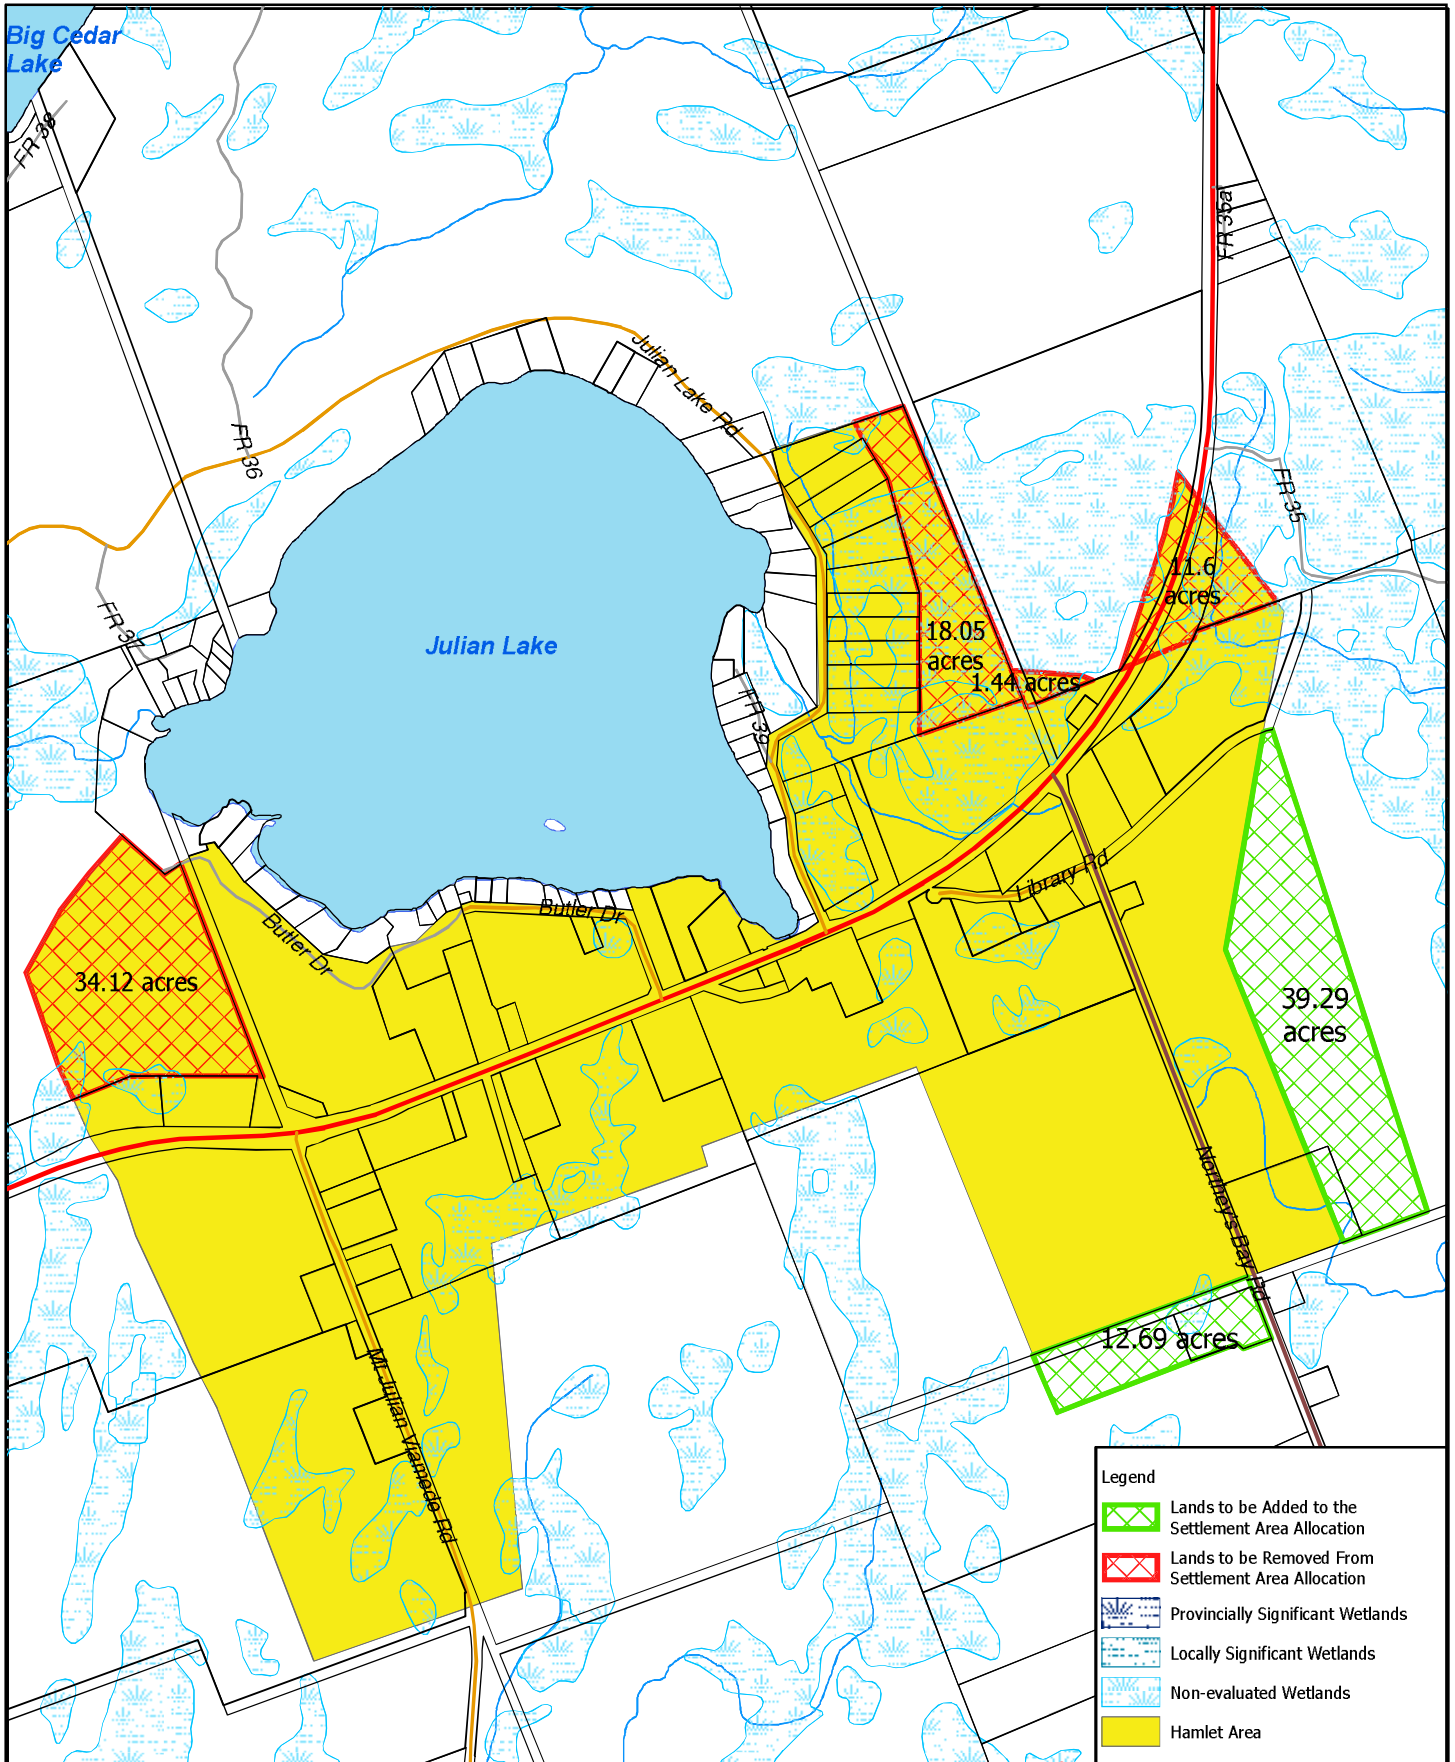 Big Cedar
Lake
FR 38
FR 36
FR 37
Julian Lake Rd
FR 35a
FR 35
11.6
acres
18.05
acres
1.44 acres
Julian Lake
FR 39
Library Rd
Butler Dr
Butler Dr
34.12 acres
39.29
acres
Northey's Bay Rd
12.69 acres
Mt Julian Viamede Rd
Legend
Lands to be Added to the
Settlement Area Allocation
Lands to be Removed From
Settlement Area Allocation
Provincially Significant Wetlands
Locally Significant Wetlands
Non-evaluated Wetlands
Hamlet Area